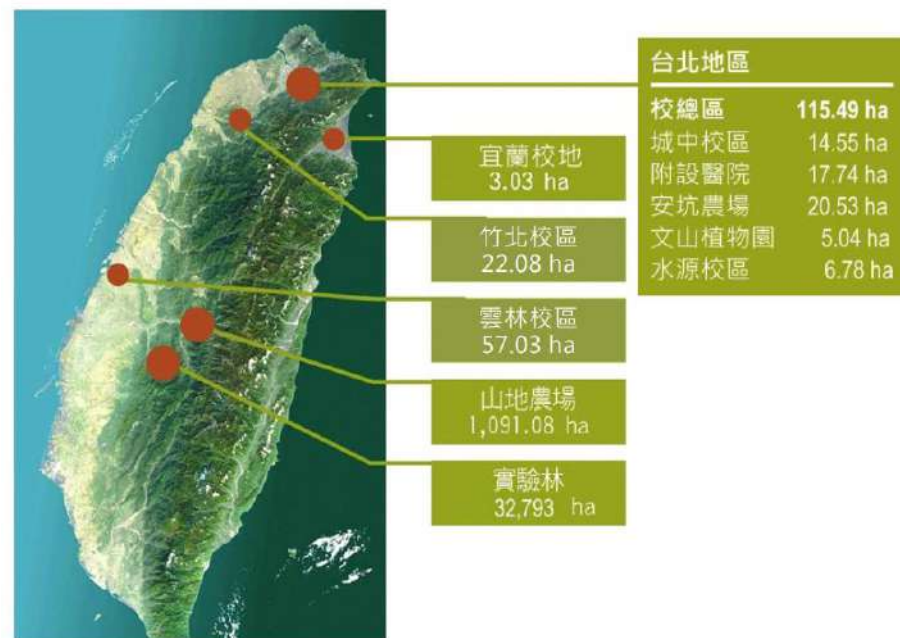 台北地區
校總區 115.49 ha
城中校區 14.55 ha
附設醫院 17.74 ha
安坑農場 20.53 ha
文山植物園 5.04 ha
水源校區 6.78 ha
宜蘭校地
3.03 ha
竹北校區
22.08 ha
雲林校區
57.03 ha
山地農場
1,091.08 ha
實驗林
32,793 ha